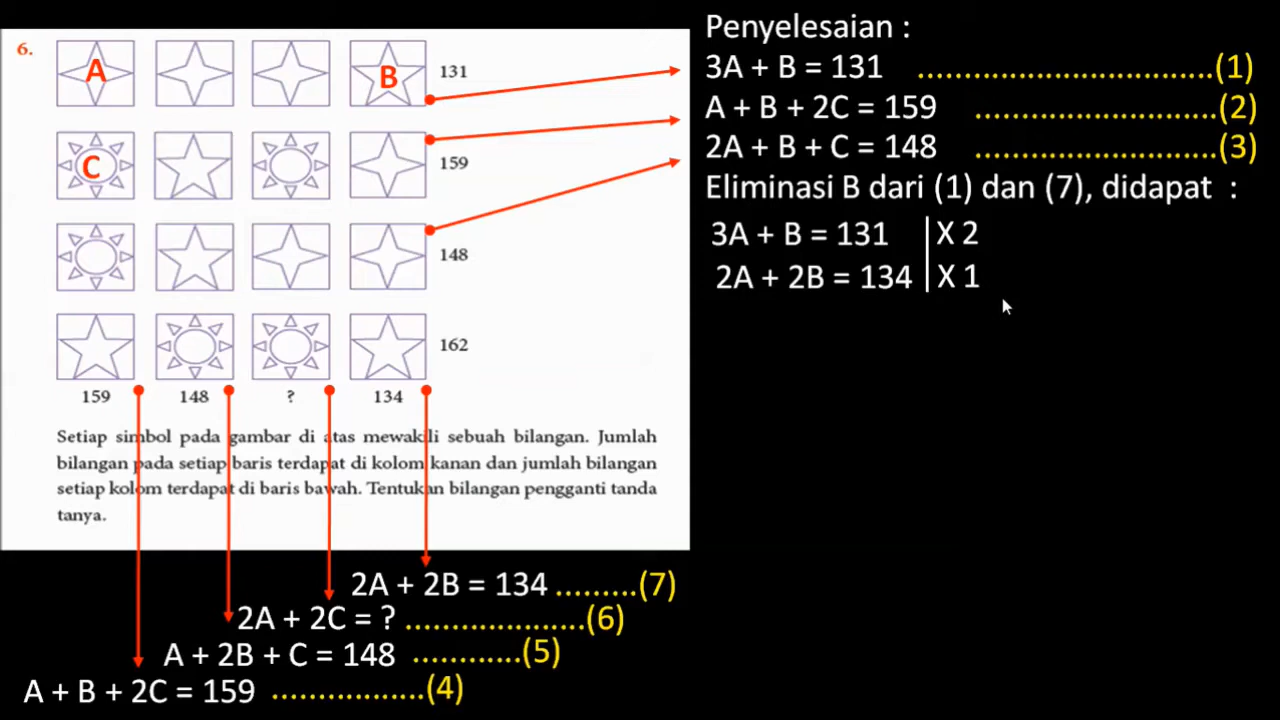 6.
A
B
131
C
159
148
162
159 148 ? 134
Setiap simbol pada gambar di atas mewakili sebuah bilangan. Jumlah
bilangan pada setiap baris terdapat di kolom kanan dan jumlah bilangan
setiap kolom terdapat di baris bawah. Tentukan bilangan pengganti tanda
tanya.
2A + 2B = 134 .........(7)
2A + 2C = ? ....................(6)
A + 2B + C = 148 ............(5)
A + B + 2C = 159 .................(4)
Penyelesaian :
3A + B = 131 ................................(1)
A + B + 2C = 159 ..........................(2)
2A + B + C = 148 ..........................(3)
Eliminasi B dari (1) dan (7), didapat :
3A + B = 131 | X 2
2A + 2B = 134 | X 1